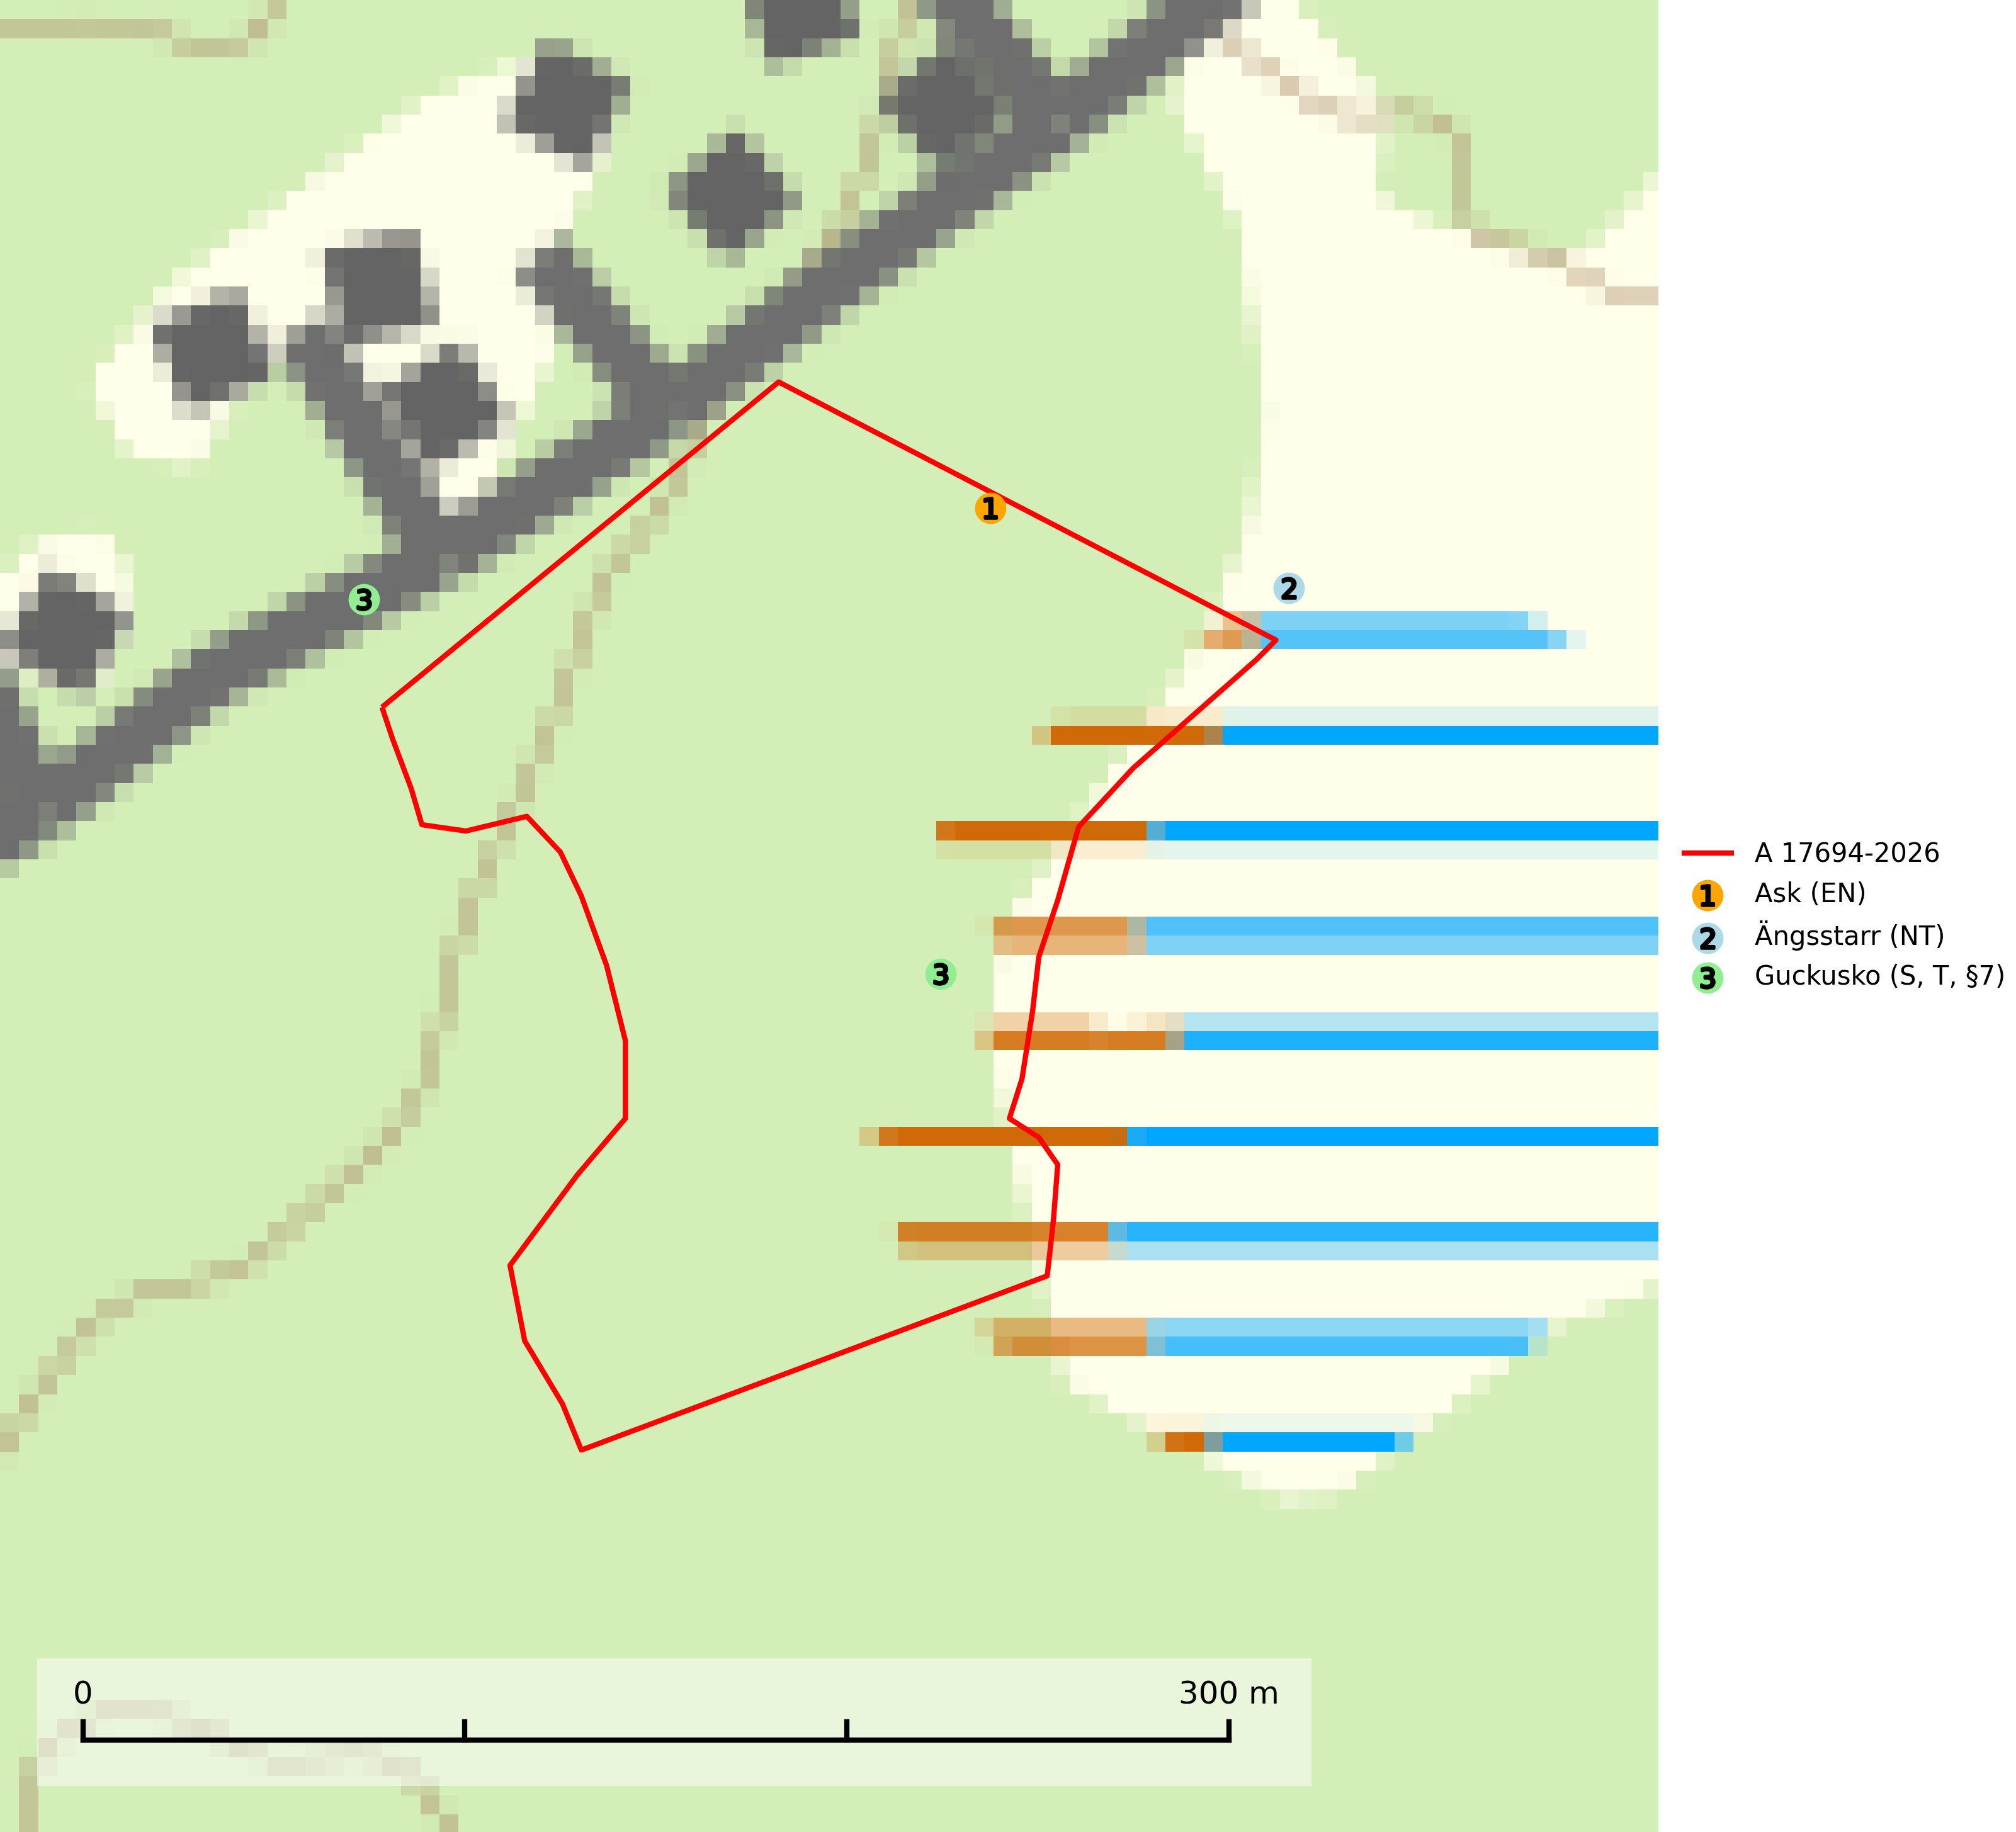 1
2
3
3
A 17694-2026
1 Ask (EN)
2 Ängsstarr (NT)
3 Guckusko (S, T, §7)
0 300 m